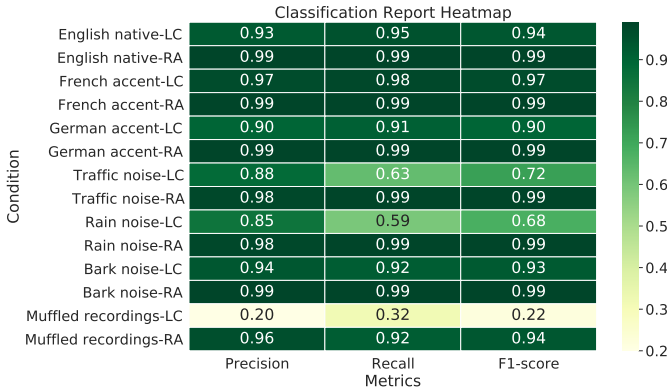 Classification Report Heatmap
English native-LC 0.93 0.95 0.94
English native-RA 0.99 0.99 0.99
French accent-LC 0.97 0.98 0.97
French accent-RA 0.99 0.99 0.99
German accent-LC 0.90 0.91 0.90
German accent-RA 0.99 0.99 0.99
Traffic noise-LC 0.88 0.63 0.72
Traffic noise-RA 0.98 0.99 0.99
Rain noise-LC 0.85 0.59 0.68
Rain noise-RA 0.98 0.99 0.99
Bark noise-LC 0.94 0.92 0.93
Bark noise-RA 0.99 0.99 0.99
Muffled recordings-LC 0.20 0.32 0.22
Muffled recordings-RA 0.96 0.92 0.94
Precision Recall F1-score
Metrics
Condition
0.9
0.8
0.7
0.6
0.5
0.4
0.3
0.2